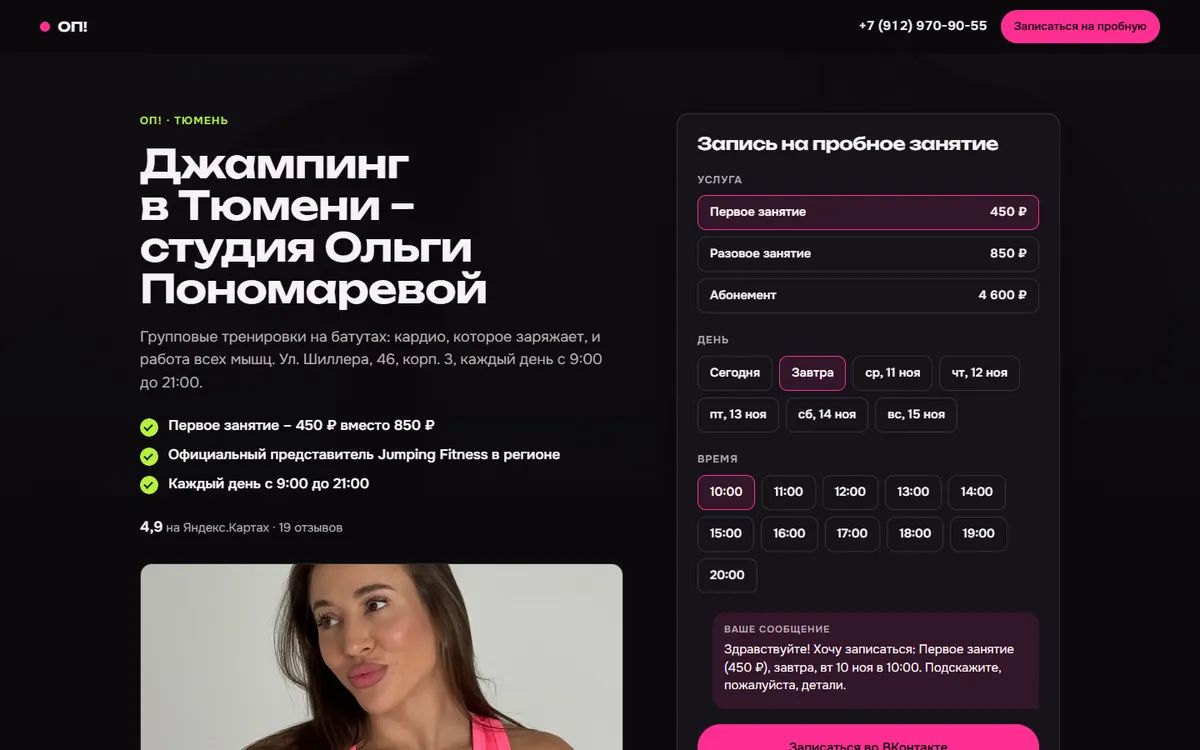 ОП!
+7 (912) 970-90-55
Записаться на пробную
ОП! · ТЮМЕНЬ
Джампинг
в Тюмени –
студия Ольги
Пономаревой
Групповые тренировки на батутах: кардио, которое заряжает, и
работа всех мышц. Ул. Шиллера, 46, корп. 3, каждый день с 9:00
до 21:00.
Первое занятие – 450 ₽ вместо 850 ₽
Официальный представитель Jumping Fitness в регионе
Каждый день с 9:00 до 21:00
4,9 на Яндекс.Картах · 19 отзывов
Запись на пробное занятие
УСЛУГА
Первое занятие 450 ₽
Разовое занятие 850 ₽
Абонемент 4 600 ₽
ДЕНЬ
Сегодня Завтра ср, 11 ноя чт, 12 ноя
пт, 13 ноя сб, 14 ноя вс, 15 ноя
ВРЕМЯ
10:00 11:00 12:00 13:00 14:00
15:00 16:00 17:00 18:00 19:00
20:00
ВАШЕ СООБЩЕНИЕ
Здравствуйте! Хочу записаться: Первое занятие
(450 ₽), завтра, вт 10 ноя в 10:00. Подскажите,
пожалуйста, детали.
Записаться во ВКонтакте